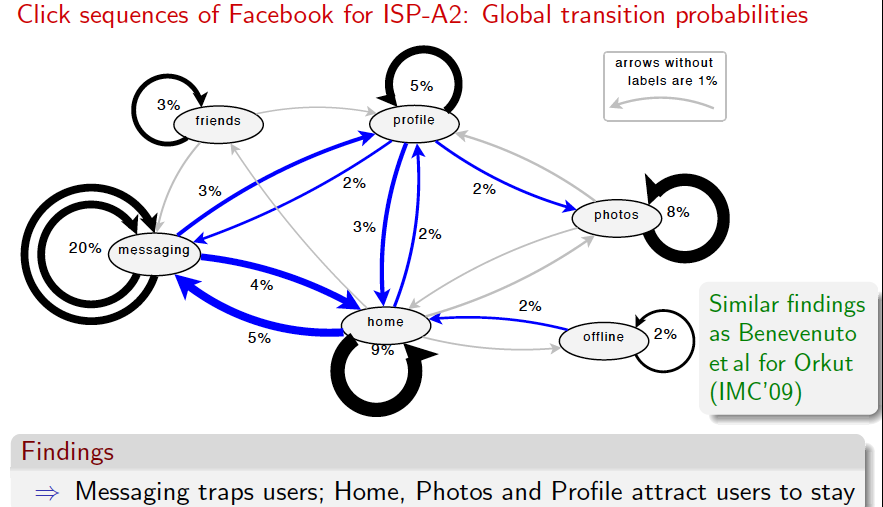 Click sequences of Facebook for ISP-A2: Global transition probabilities
arrows without
labels are 1%
5%
3%
friends
profile
3%
2%
2%
8%
photos
3%
2%
20%
messaging
4%
2%
home
5%
9%
offline
2%
Similar findings
as Benevenuto
et al for Orkut
(IMC'09)
Findings
⇒ Messaging traps users; Home, Photos and Profile attract users to stay